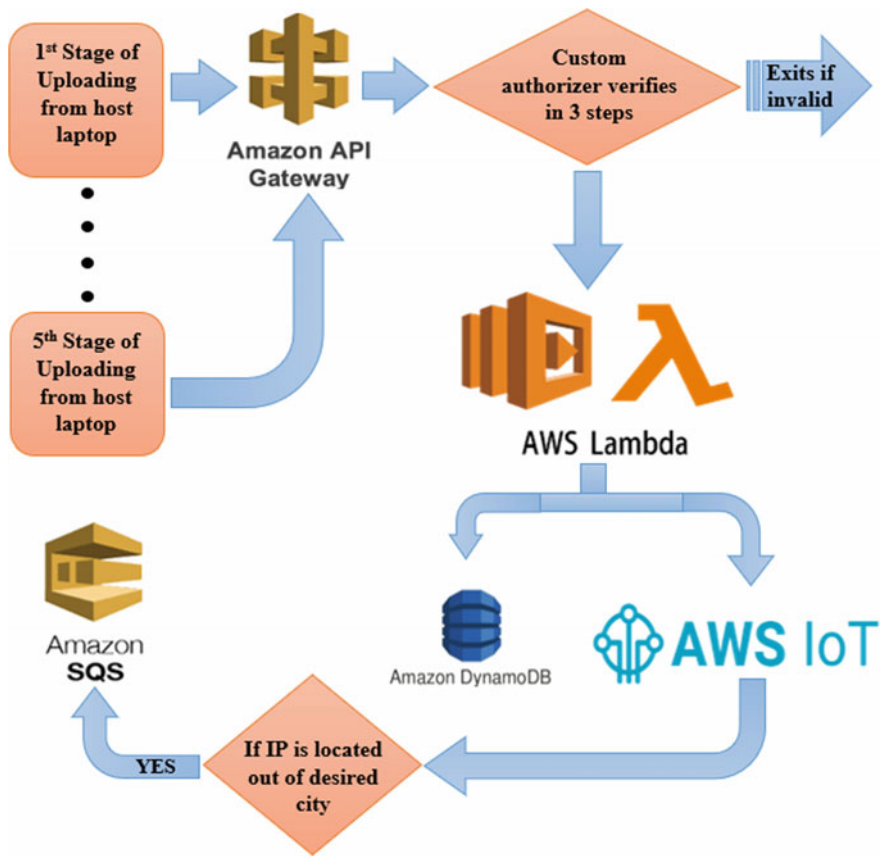 1st Stage of
Uploading
from host
laptop
Amazon API
Gateway
Custom
authorizer verifies
in 3 steps
Exits if
invalid
5th Stage of
Uploading
from host
laptop
AWS Lambda
Amazon
SQS
Amazon DynamoDB
AWS IoT
YES
If IP is located
out of desired
city